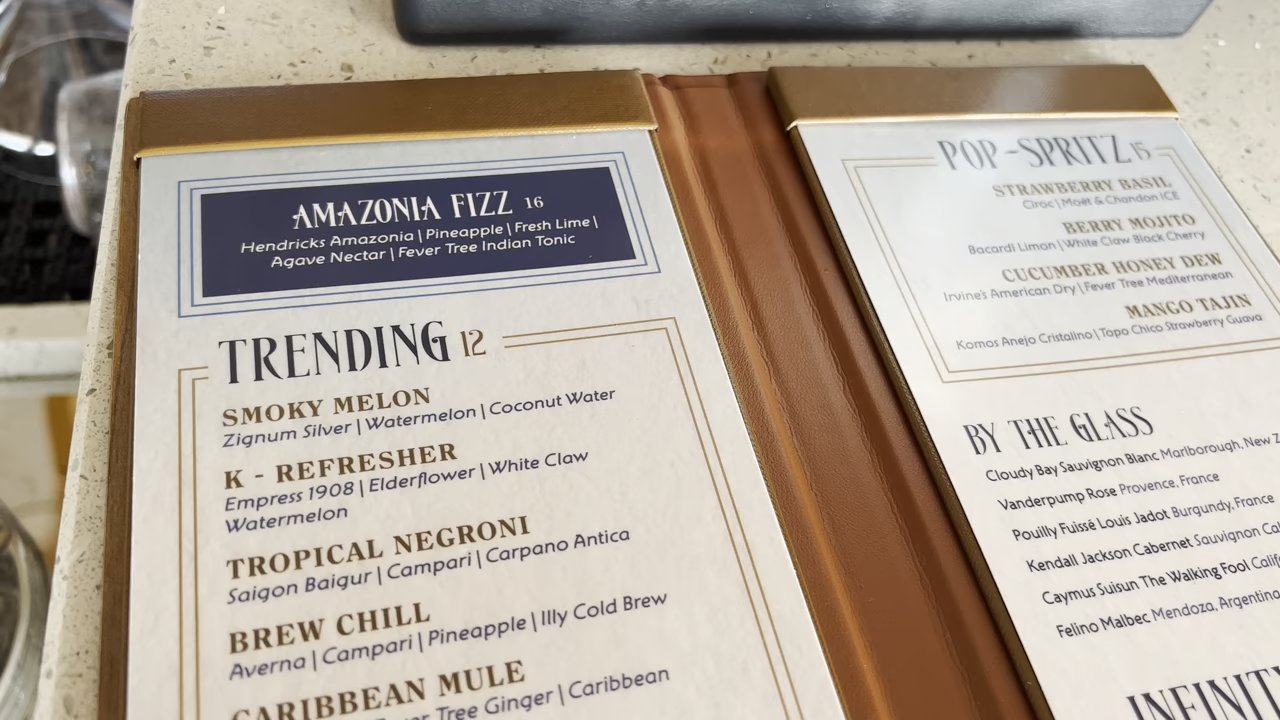 AMAZONIA FIZZ 16
Hendricks Amazonia | Pineapple | Fresh Lime |
Agave Nectar | Fever Tree Indian Tonic
TRENDING 12
SMOKY MELON
Zignum Silver | Watermelon | Coconut Water
K - REFRESHER
Empress 1908 | Elderflower | White Claw
Watermelon
TROPICAL NEGRONI
Saigon Baigur | Campari | Carpano Antica
BREW CHILL
Averna | Campari | Pineapple | Illy Cold Brew
CARIBBEAN MULE
Tree Ginger | Caribbean
POP-SPRITZ 15
STRAWBERRY BASIL
Ciroc | Moët & Chandon ICE
BERRY MOJITO
Bacardi Limon | White Claw Black Cherry
CUCUMBER HONEY DEW
Irvine's American Dry | Fever Tree Mediterranean
MANGO TAJIN
Komos Anejo Cristalino | Topo Chico Strawberry Guava
BY THE GLASS
Cloudy Bay Sauvignon Blanc Marlborough, New
Vanderpump Rose Provence, France
Pouilly Fuissé Louis Jadot Burgundy, France
Kendall Jackson Cabernet Sauvignon
Caymus Suisun The Walking Fool
Felino Malbec Mendoza, Argentina